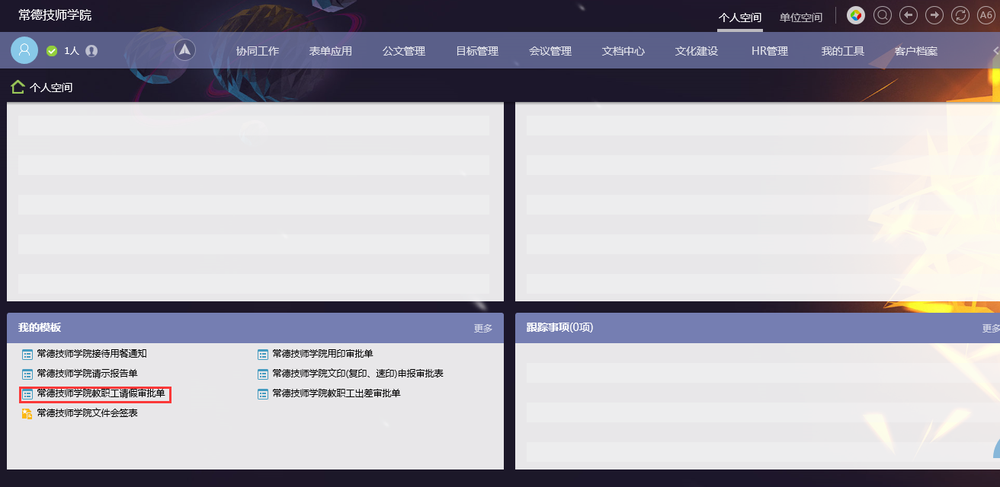 常德技师学院
个人空间 单位空间 A6
1人
协同工作 表单应用 公文管理 目标管理 会议管理 文档中心 文化建设 HR管理 我的工具 客户档案
个人空间
我的模板 更多
常德技师学院接待用餐通知 常德技师学院用印审批单
常德技师学院请示报告单 常德技师学院文印(复印、速印)申报审批表
常德技师学院教职工请假审批单 常德技师学院教职工出差审批单
常德技师学院文件会签表
跟踪事项(0项) 更多